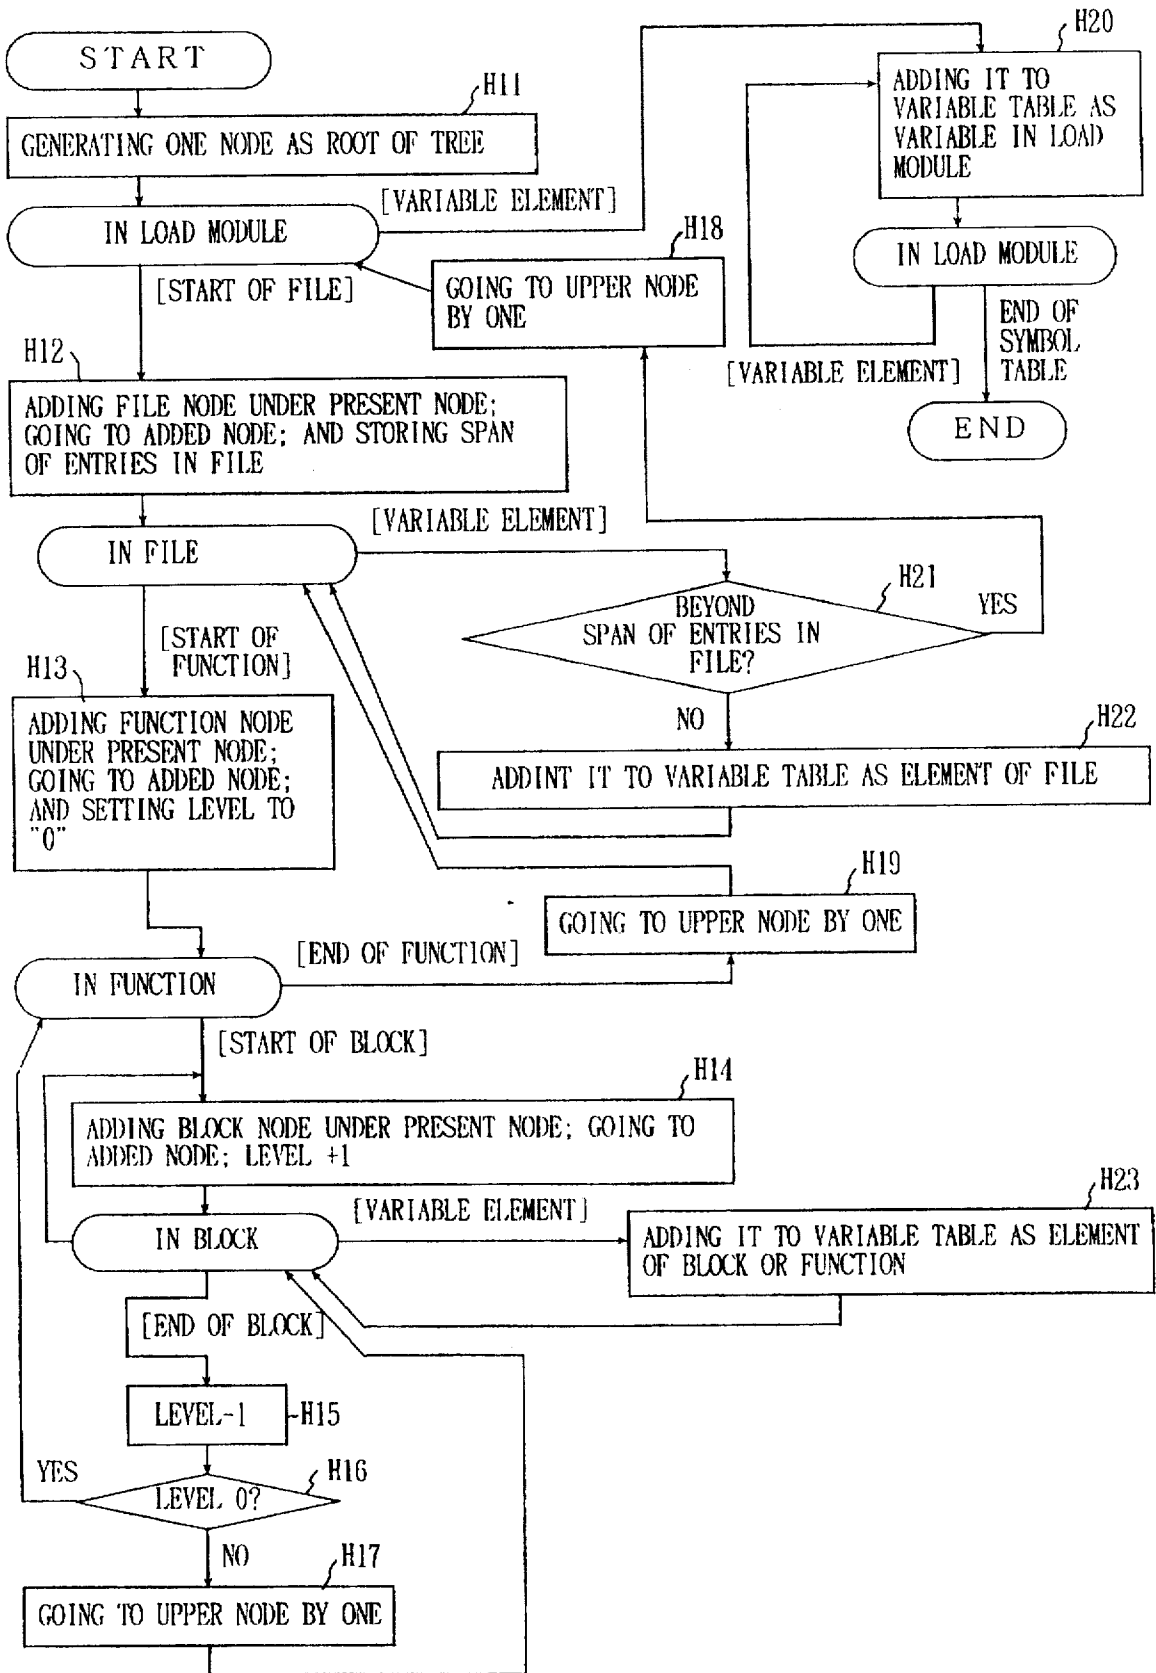 START
H11
GENERATING ONE NODE AS ROOT OF TREE
[VARIABLE ELEMENT]
IN LOAD MODULE
[START OF FILE]
H18
GOING TO UPPER NODE
BY ONE
H20
ADDING IT TO
VARIABLE TABLE AS
VARIABLE IN LOAD
MODULE
IN LOAD MODULE
[VARIABLE ELEMENT]
END OF
SYMBOL
TABLE
END
H12
ADDING FILE NODE UNDER PRESENT NODE;
GOING TO ADDED NODE; AND STORING SPAN
OF ENTRIES IN FILE
[VARIABLE ELEMENT]
IN FILE
H21
BEYOND
SPAN OF ENTRIES IN
FILE?
YES
NO
[START OF
FUNCTION]
H13
ADDING FUNCTION NODE
UNDER PRESENT NODE;
GOING TO ADDED NODE;
AND SETTING LEVEL TO
"0"
H22
ADDINT IT TO VARIABLE TABLE AS ELEMENT OF FILE
H19
GOING TO UPPER NODE BY ONE
[END OF FUNCTION]
IN FUNCTION
[START OF BLOCK]
H14
ADDING BLOCK NODE UNDER PRESENT NODE; GOING TO
ADDED NODE; LEVEL +1
[VARIABLE ELEMENT]
H23
IN BLOCK
ADDING IT TO VARIABLE TABLE AS ELEMENT
OF BLOCK OR FUNCTION
[END OF BLOCK]
LEVEL-1
H15
YES
H16
LEVEL 0?
NO
H17
GOING TO UPPER NODE BY ONE